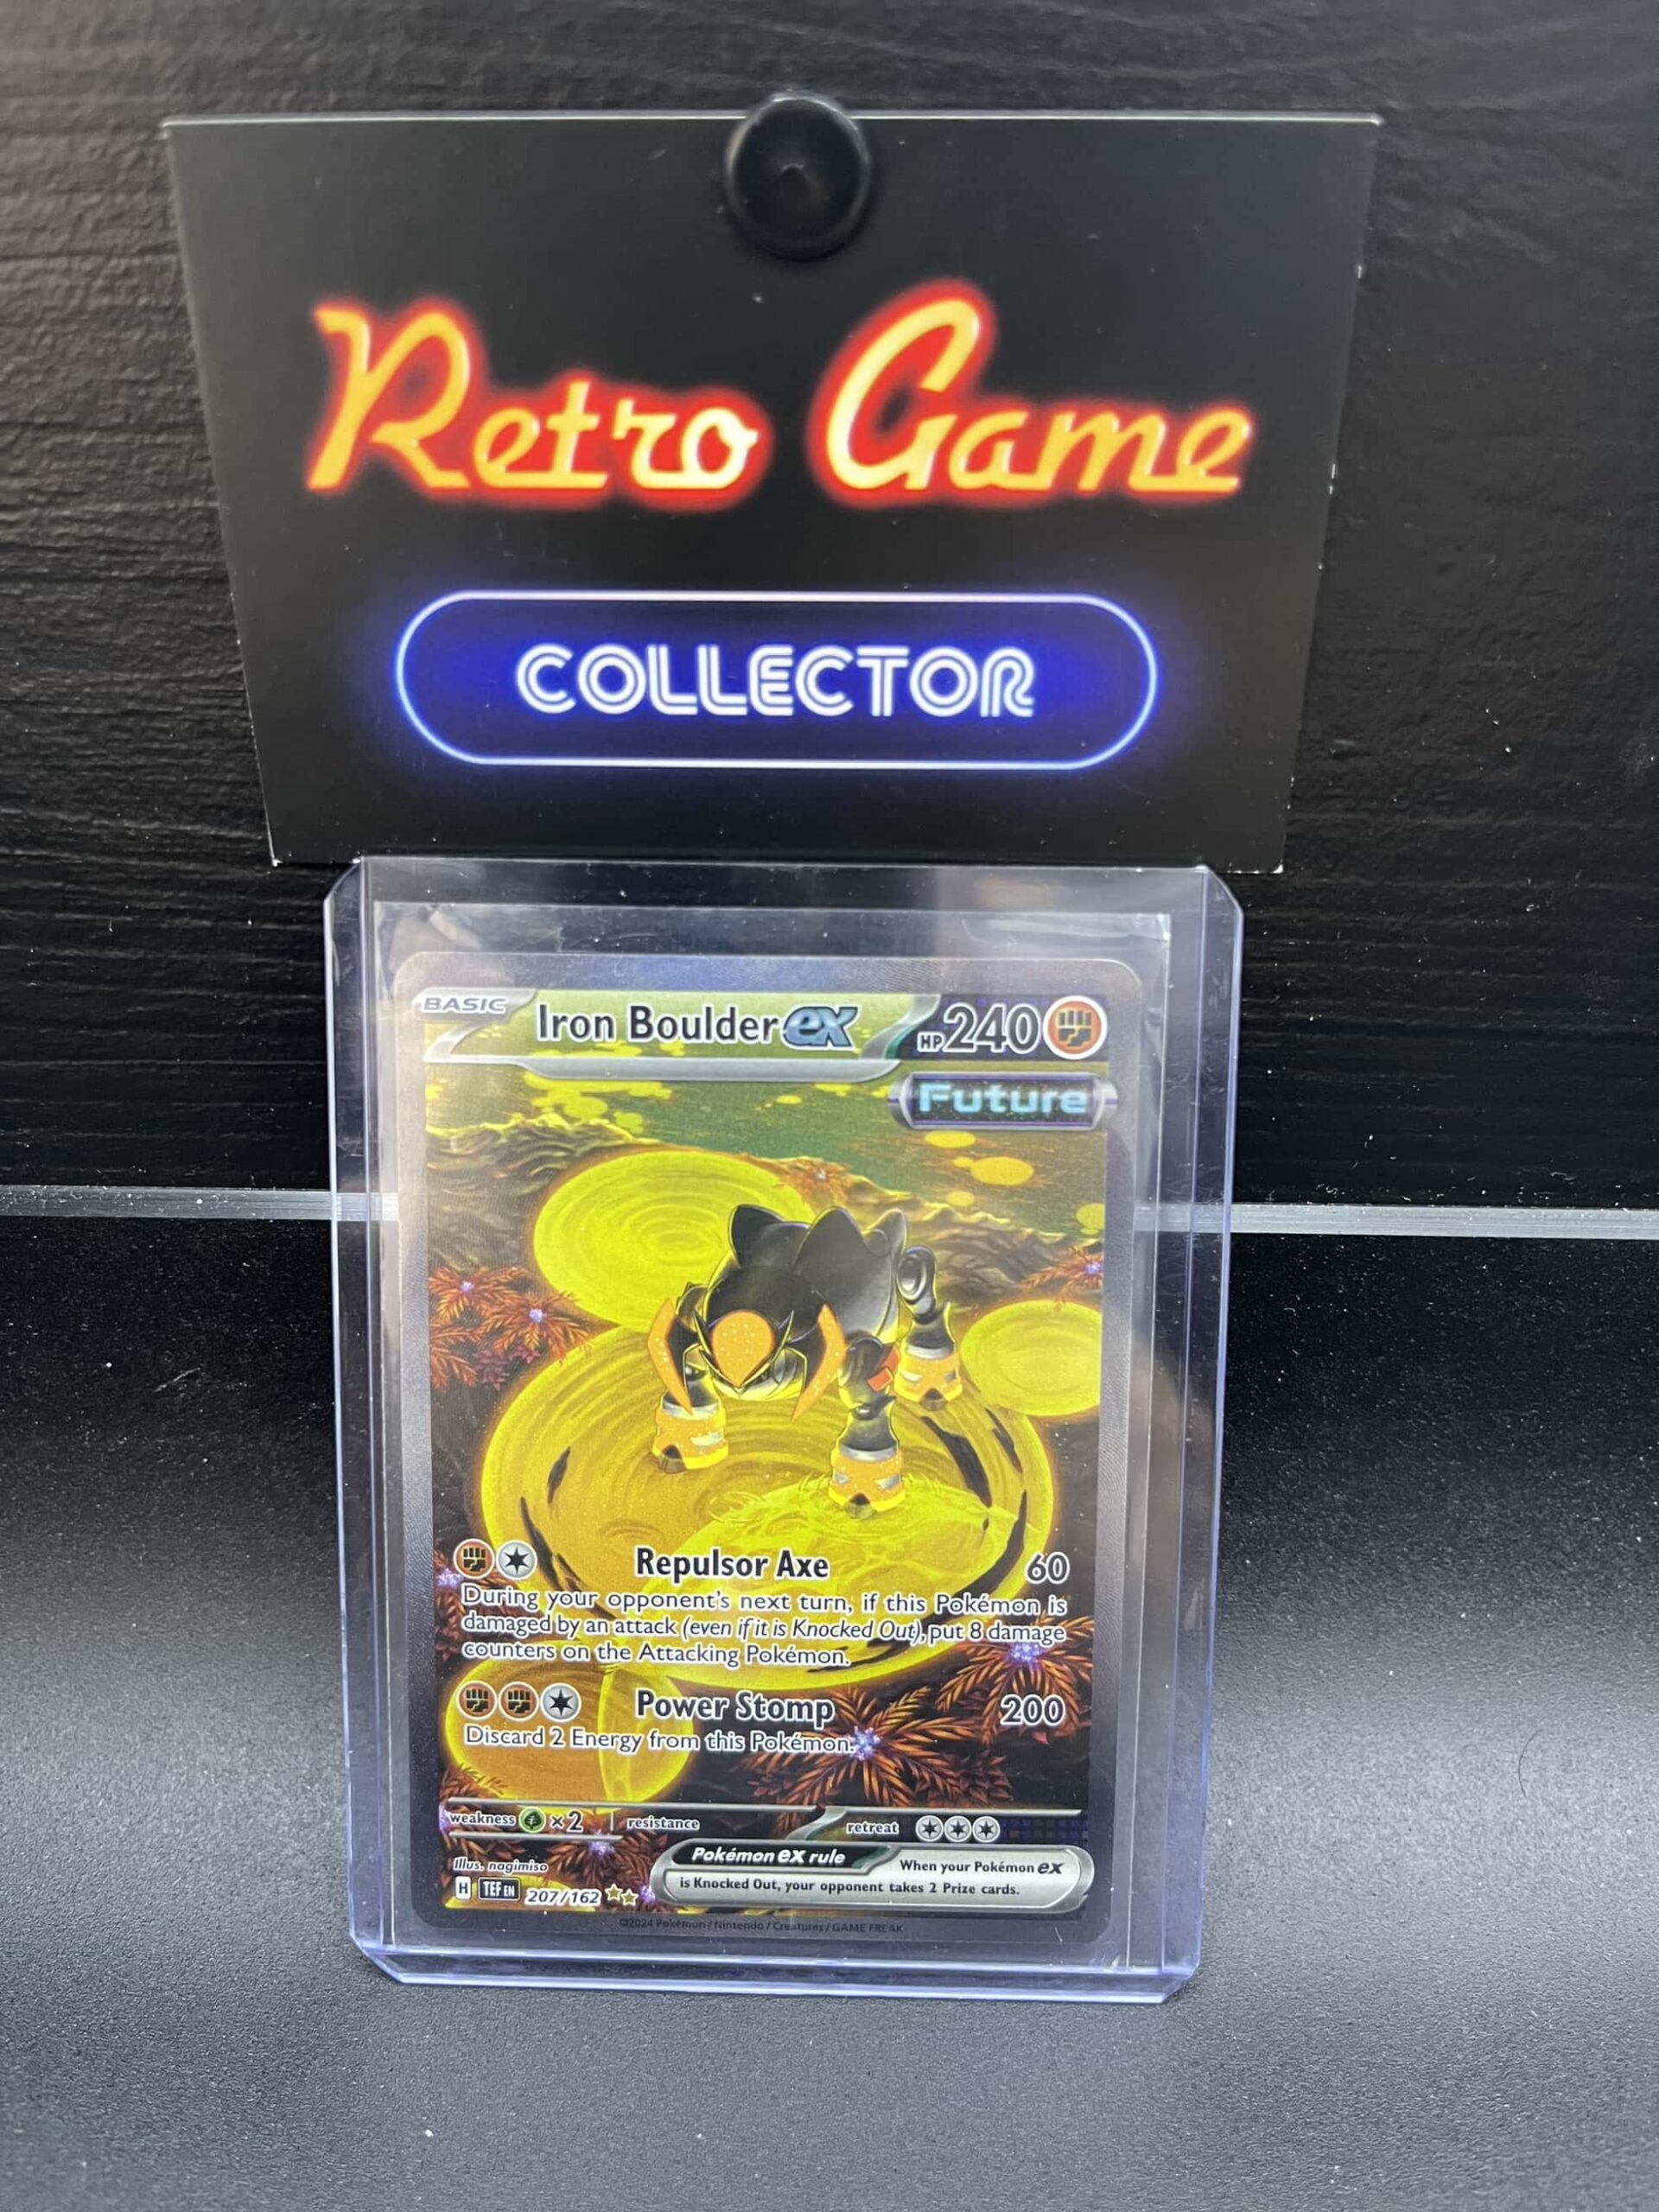 Retro Game
COLLECTOR
BASIC Iron Boulder ex HP 240
Future
Repulsor Axe 60
During your opponent's next turn, if this Pokémon is
damaged by an attack (even if it is Knocked Out), put 8 damage
counters on the Attacking Pokémon.
Power Stomp 200
Discard 2 Energy from this Pokémon.
weakness ×2 resistance retreat
Illus. nagimiso
Pokémon ex rule When your Pokémon ex
is Knocked Out, your opponent takes 2 Prize cards.
H TEF EN 207/162
©2024 Pokémon / Nintendo / Creatures / GAME FREAK